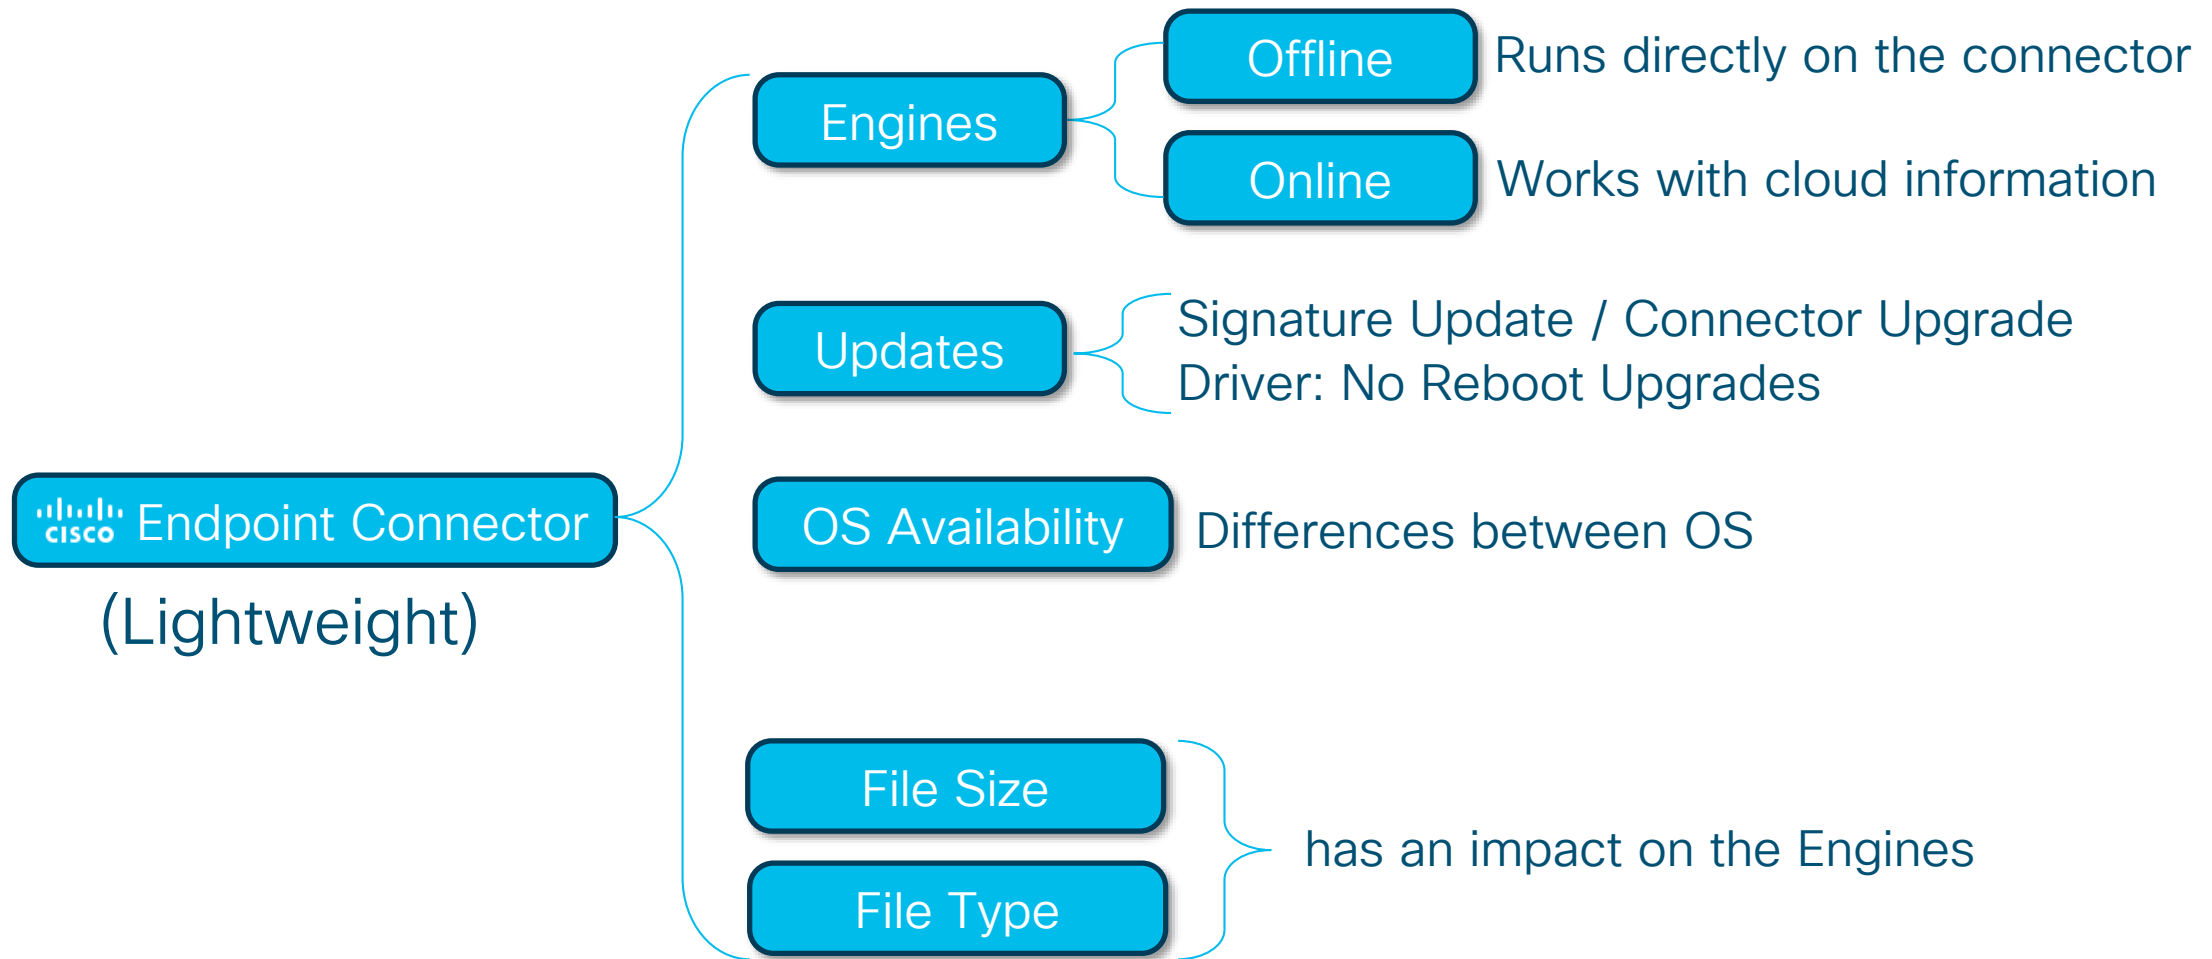 Offline
Runs directly on the connector
Engines
Online
Works with cloud information
Updates
Signature Update / Connector Upgrade
Driver: No Reboot Upgrades
CISCO Endpoint Connector
(Lightweight)
OS Availability
Differences between OS
File Size
File Type
has an impact on the Engines